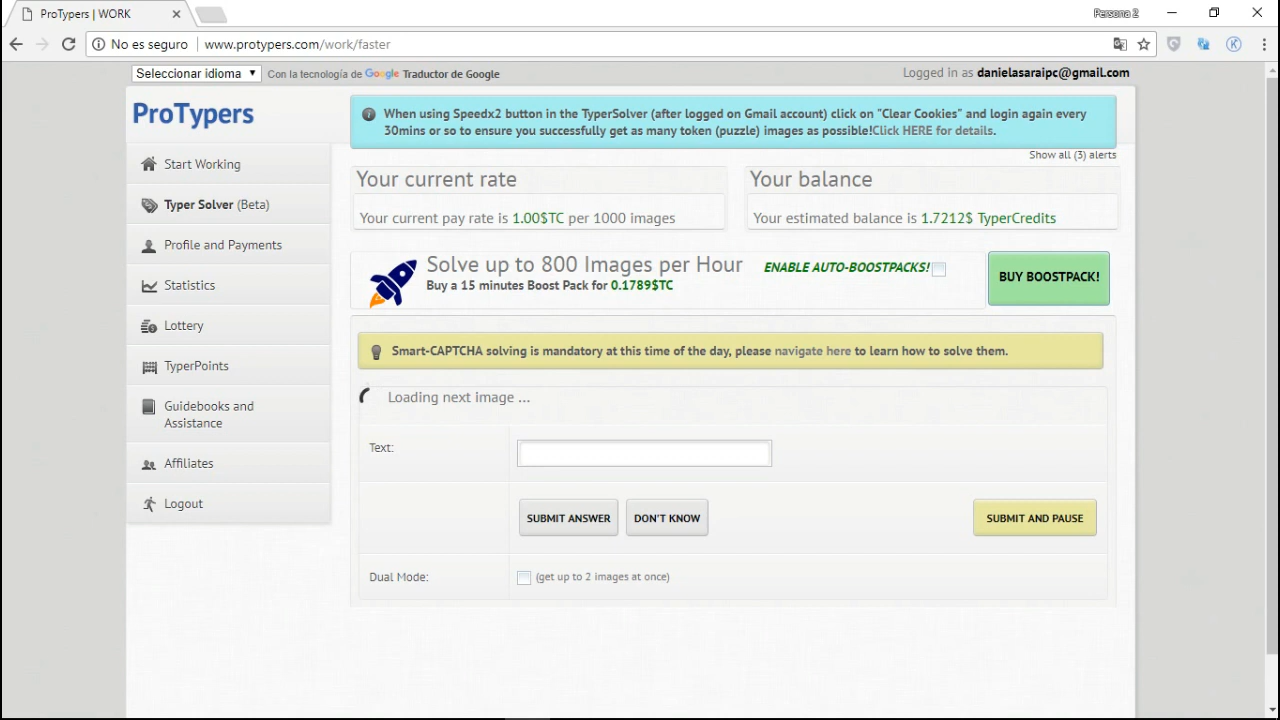 ProTypers | WORK
Persona 2
No es seguro www.protypers.com/work/faster
Seleccionar idioma Con la tecnología de Google Traductor de Google
Logged in as danielasaraipc@gmail.com
ProTypers
When using Speedx2 button in the TyperSolver (after logged on Gmail account) click on "Clear Cookies" and login again every
30mins or so to ensure you successfully get as many token (puzzle) images as possible!Click HERE for details.
Show all (3) alerts
Start Working
Typer Solver (Beta)
Profile and Payments
Statistics
Lottery
TyperPoints
Guidebooks and
Assistance
Affiliates
Logout
Your current rate
Your current pay rate is 1.00$TC per 1000 images
Your balance
Your estimated balance is 1.7212$ TyperCredits
Solve up to 800 Images per Hour
Buy a 15 minutes Boost Pack for 0.1789$TC
ENABLE AUTO-BOOSTPACKS!
BUY BOOSTPACK!
Smart-CAPTCHA solving is mandatory at this time of the day, please navigate here to learn how to solve them.
Loading next image ...
Text:
SUBMIT ANSWER
DON'T KNOW
SUBMIT AND PAUSE
Dual Mode:
(get up to 2 images at once)